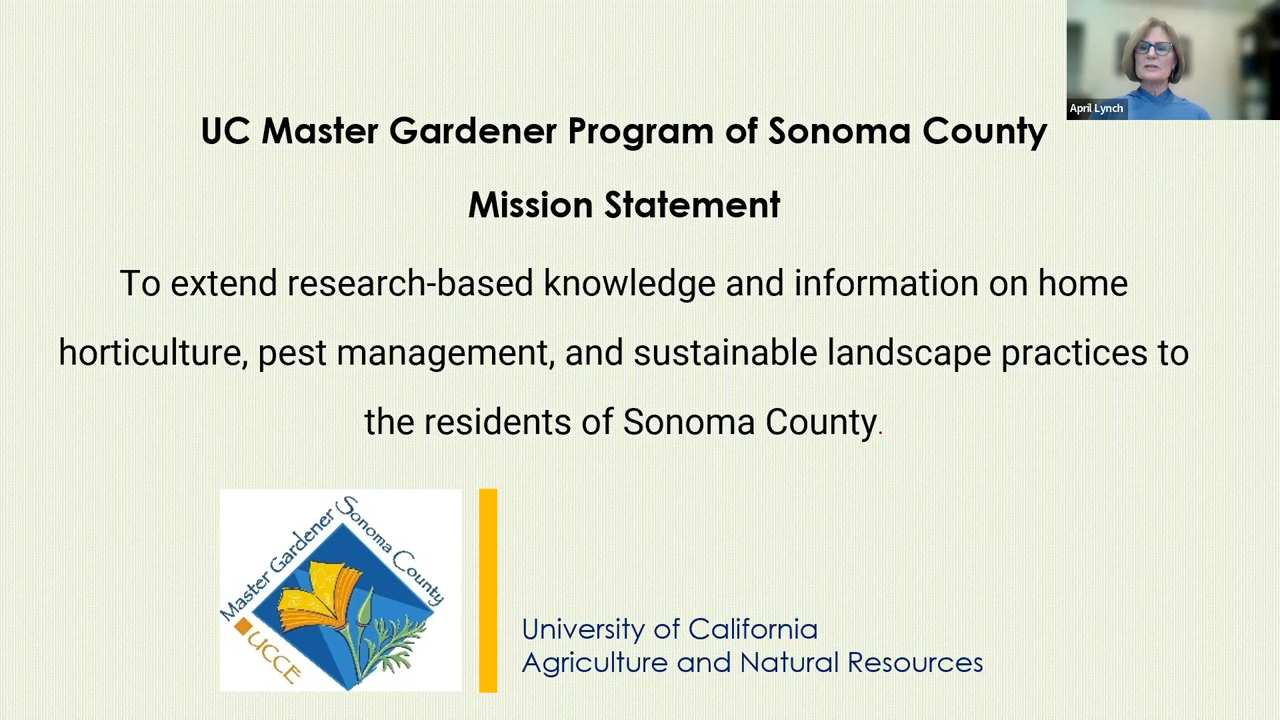 April Lynch
UC Master Gardener Program of Sonoma County
Mission Statement
To extend research-based knowledge and information on home
horticulture, pest management, and sustainable landscape practices to
the residents of Sonoma County.
Master Gardener Sonoma County
UCCE
University of California
Agriculture and Natural Resources